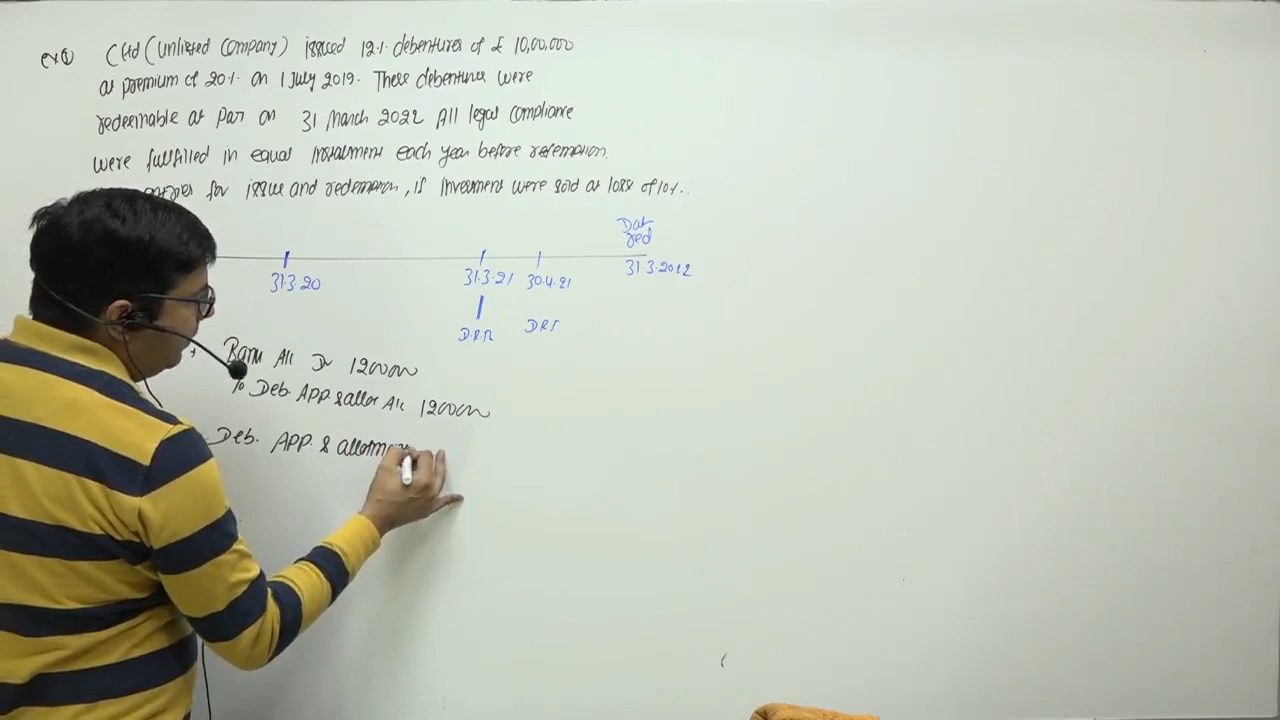 C Ltd (Unlisted Company) issued 12% debentures of ₹ 10,00,000
at premium of 20% on 1 July 2019. These debentures were
redeemable at Par on 31 March 2022 All legal compliance
were fullfilled in equal instalment each year before redemption.
entries for issue and redemption, if Investment were sold at loss of 10%.
Dat
red
31.3.20 31.3.21 30.4.21 31.3.2022
D.R.R DRI
Bank A/c Dr 1200000
To Deb. APP & allot A/c 1200000
Deb. APP. & allotment